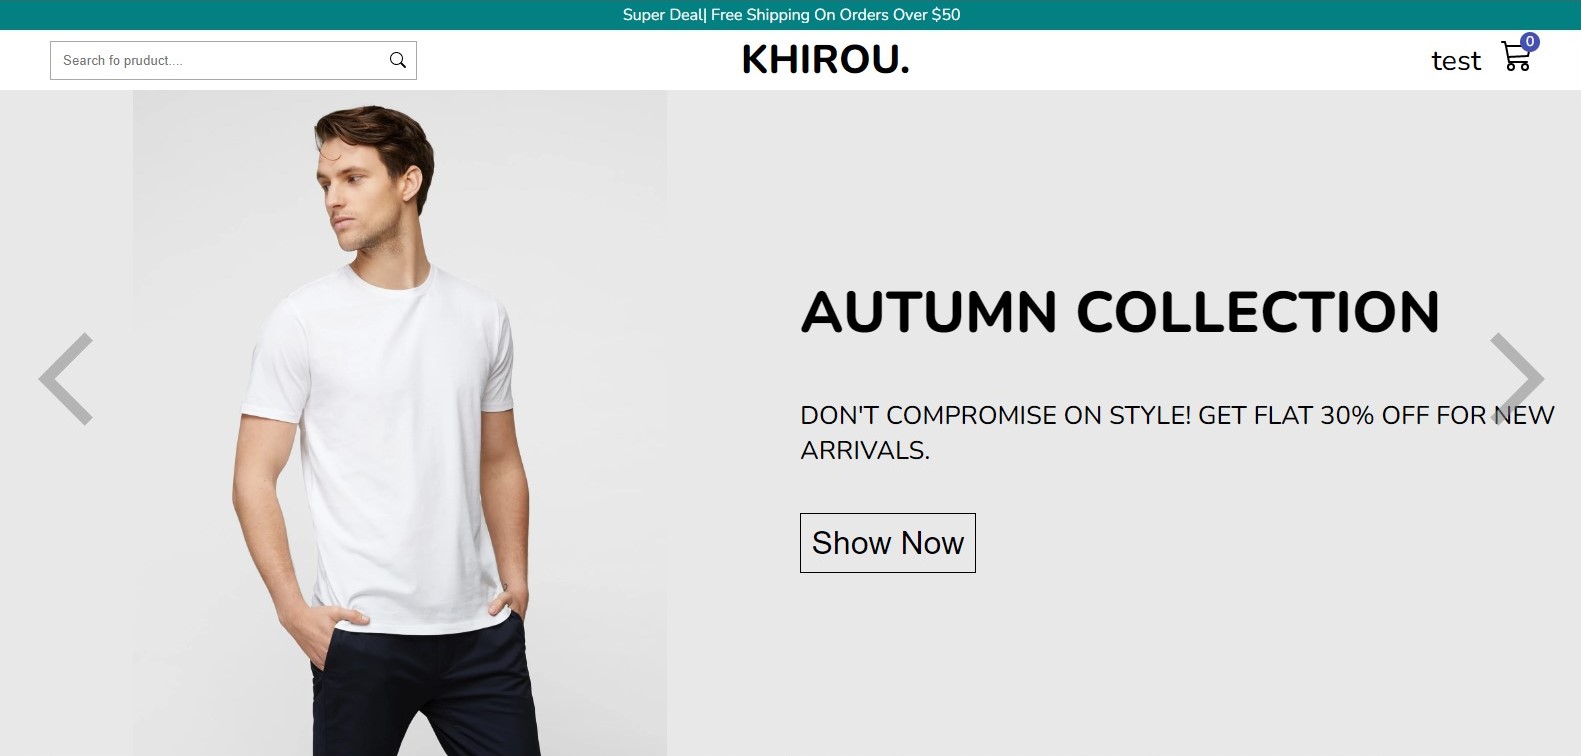 Super Deal| Free Shipping On Orders Over $50
Search fo pruduct....
KHIROU.
test
0
AUTUMN COLLECTION
DON'T COMPROMISE ON STYLE! GET FLAT 30% OFF FOR NEW
ARRIVALS.
Show Now